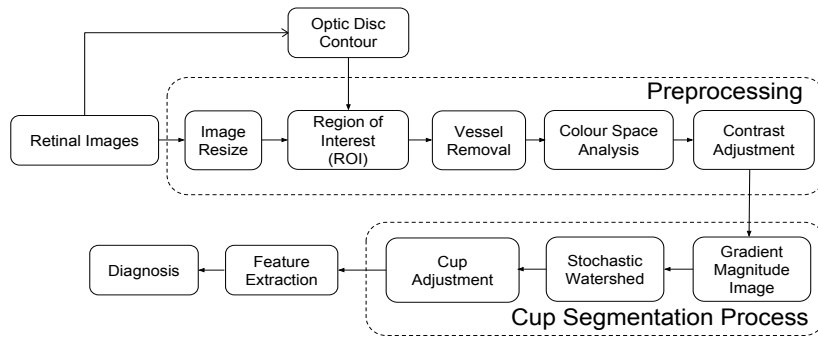 Optic Disc
Contour
Preprocessing
Retinal Images
Image
Resize
Region of
Interest
(ROI)
Vessel
Removal
Colour Space
Analysis
Contrast
Adjustment
Diagnosis
Feature
Extraction
Cup
Adjustment
Stochastic
Watershed
Gradient
Magnitude
Image
Cup Segmentation Process